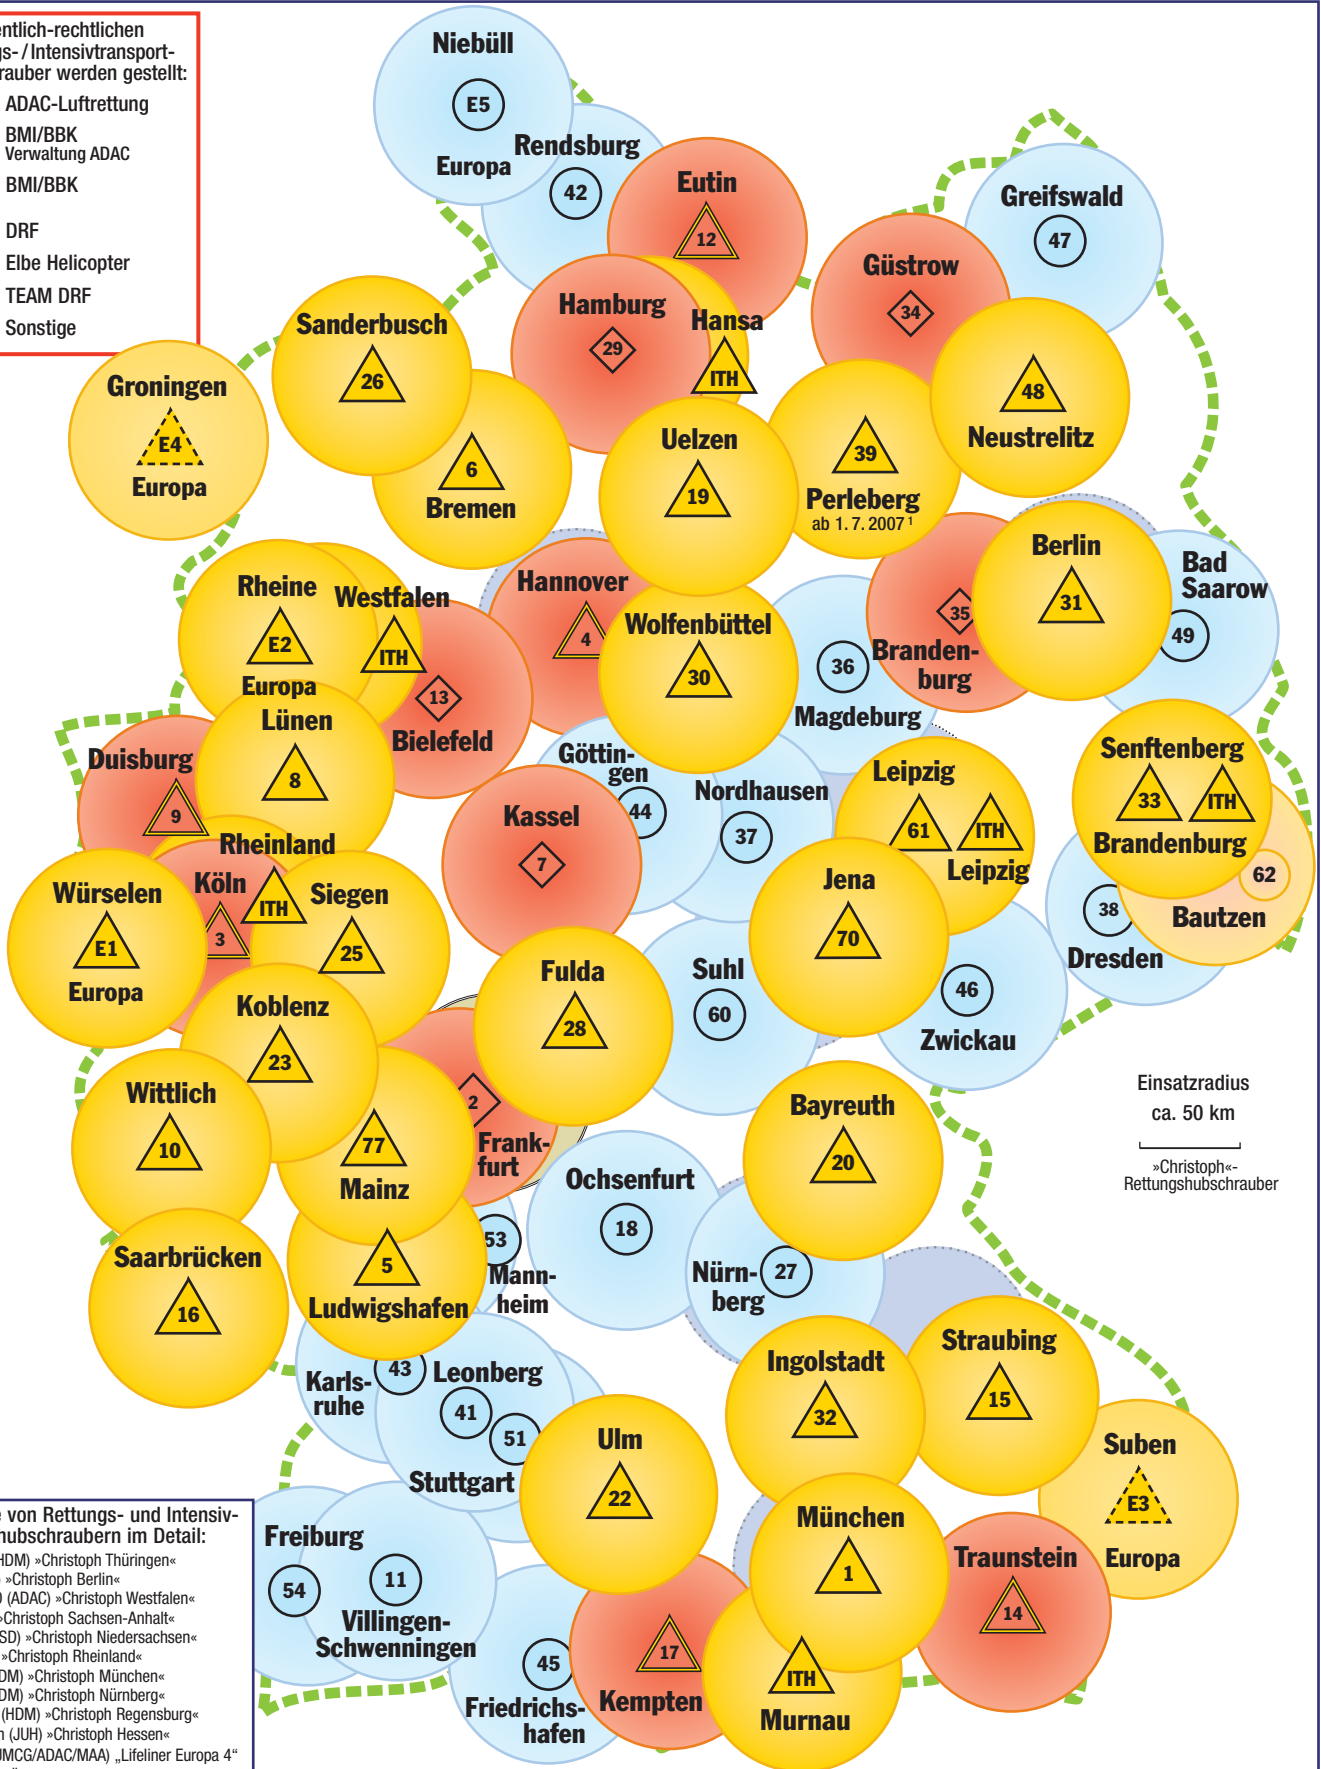 entlich-rechtlichen
gs- / Intensivtransport-
rauber werden gestellt:
ADAC-Luftrettung
BMI/BBK
Verwaltung ADAC
BMI/BBK
DRF
Elbe Helicopter
TEAM DRF
Sonstige
Niebüll
E5
Europa
Rendsburg
42
Eutin
12
Greifswald
47
Güstrow
34
Hamburg
29
Hansa
ITH
Sanderbusch
26
Groningen
E4
Europa
48
Neustrelitz
Uelzen
19
39
Perleberg
ab 1. 7. 2007 ¹
6
Bremen
Berlin
31
Bad
Saarow
49
Rheine
E2
Europa
Westfalen
ITH
Hannover
4
Wolfenbüttel
30
36
Magdeburg
35
Branden-
burg
13
Bielefeld
Lünen
8
Duisburg
9
Göttin-
gen
44
Nordhausen
37
Leipzig
61
ITH
Leipzig
Senftenberg
33
ITH
Brandenburg
62
Bautzen
38
Dresden
Kassel
7
Rheinland
ITH
Köln
3
Siegen
25
Würselen
E1
Europa
Jena
70
Fulda
28
Suhl
60
46
Zwickau
Koblenz
23
Wittlich
10
77
Mainz
2
Frank-
furt
Bayreuth
20
Einsatzradius
ca. 50 km
»Christoph«-
Rettungshubschrauber
Ochsenfurt
18
Saarbrücken
16
5
Ludwigshafen
53
Mann-
heim
Nürn-
berg
27
Karls-
ruhe
43
Leonberg
41
51
Stuttgart
Ingolstadt
32
Straubing
15
Ulm
22
Suben
E3
Europa
München
1
Traunstein
14
Freiburg
54
11
Villingen-
Schwenningen
45
Friedrichs-
hafen
17
Kempten
ITH
Murnau
e von Rettungs- und Intensiv-
hubschraubern im Detail:
HDM) »Christoph Thüringen«
»Christoph Berlin«
(ADAC) »Christoph Westfalen«
»Christoph Sachsen-Anhalt«
SD) »Christoph Niedersachsen«
»Christoph Rheinland«
DM) »Christoph München«
DM) »Christoph Nürnberg«
(HDM) »Christoph Regensburg«
n (JUH) »Christoph Hessen«
UMCG/ADAC/MAA) „Lifeliner Europa 4“